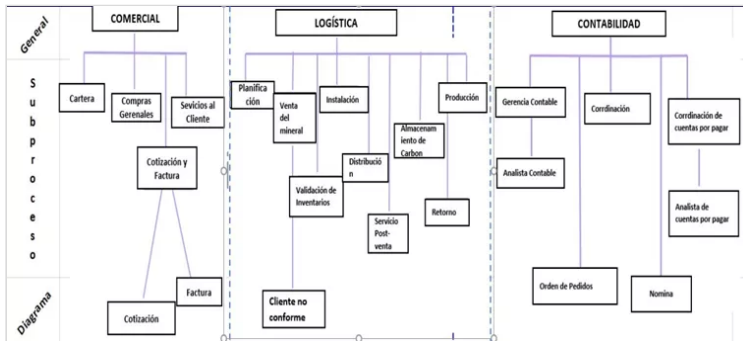 General
COMERCIAL
LOGÍSTICA
CONTABILIDAD
Subproceso
Cartera
Compras
Gerenales
Sevicios al
Cliente
Cotización y
Factura
Planifica
ción
Venta
del
mineral
Instalación
Producción
Almacenam
iento de
Carbon
Distribució
n
Validación de
Inventarios
Servicio
Post-
venta
Retorno
Gerencia Contable
Corrdinación
Corrdinación de
cuentas por pagar
Analista Contable
Analista de
cuentas por pagar
Diagrama
Cotización
Factura
Cliente no
conforme
Orden de Pedidos
Nomina